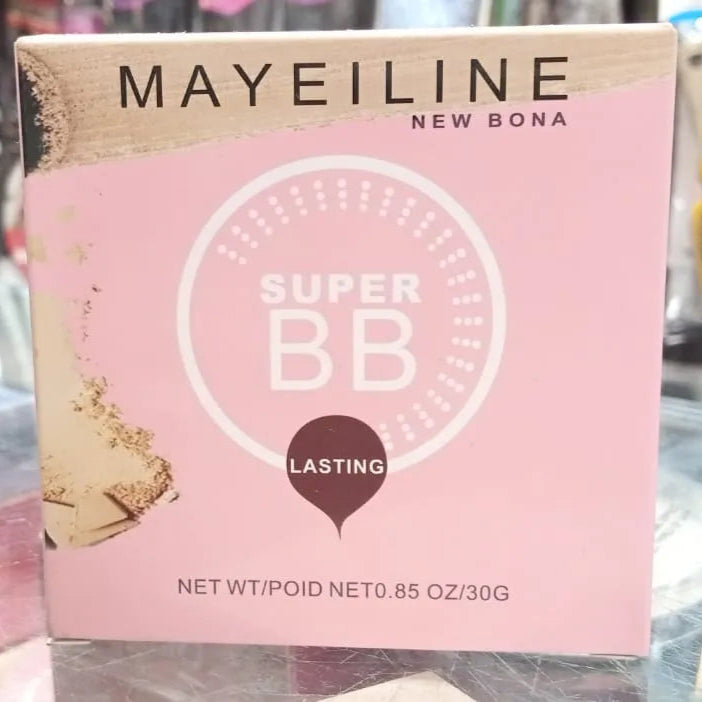 MAYEILINE
NEW BONA
SUPER
BB
LASTING
NET WT/POID NET0.85 OZ/30G